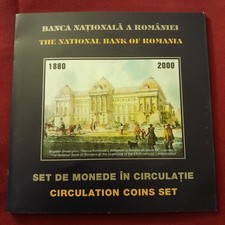 BANCA NAȚIONALĂ A ROMÂNIEI
THE NATIONAL BANK OF ROMANIA
1880 2000
SET DE MONEDE ÎN CIRCULAȚIE
CIRCULATION COINS SET